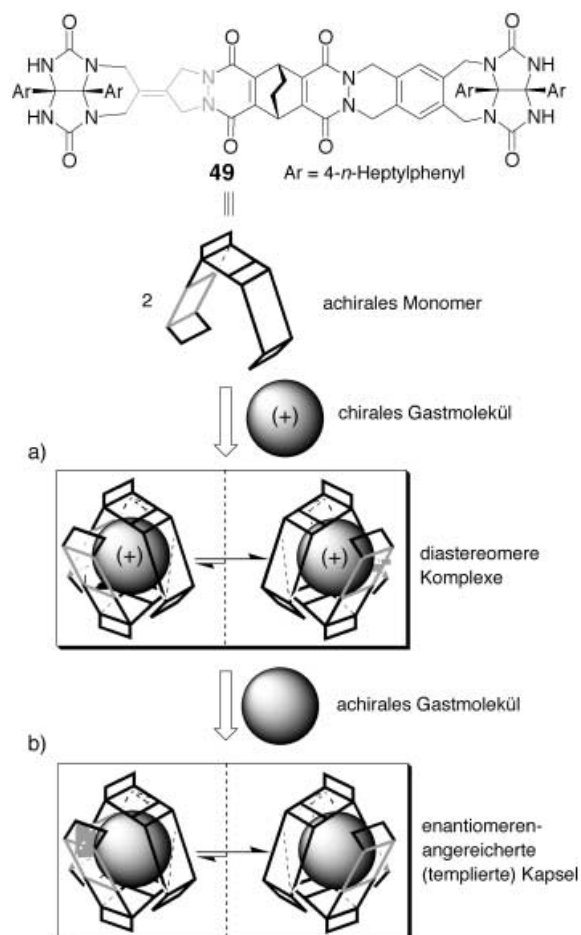 O O O O O O
HN N N N N N N NH
Ar Ar Ar Ar
HN N N N N N N NH
O O O O
49 Ar = 4-n-Heptylphenyl
2 achirales Monomer
(+) chirales Gastmolekül
a)
(+) (+) diastereomere
Komplexe
achirales Gastmolekül
b)
enantiomeren-
angereicherte
(templierte) Kapsel